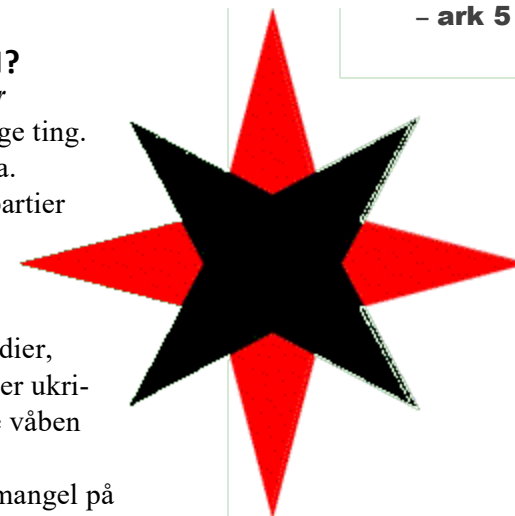 – ark 5
?
ge ting.
a.
artier
dier,
er ukri-
våben
mangel på